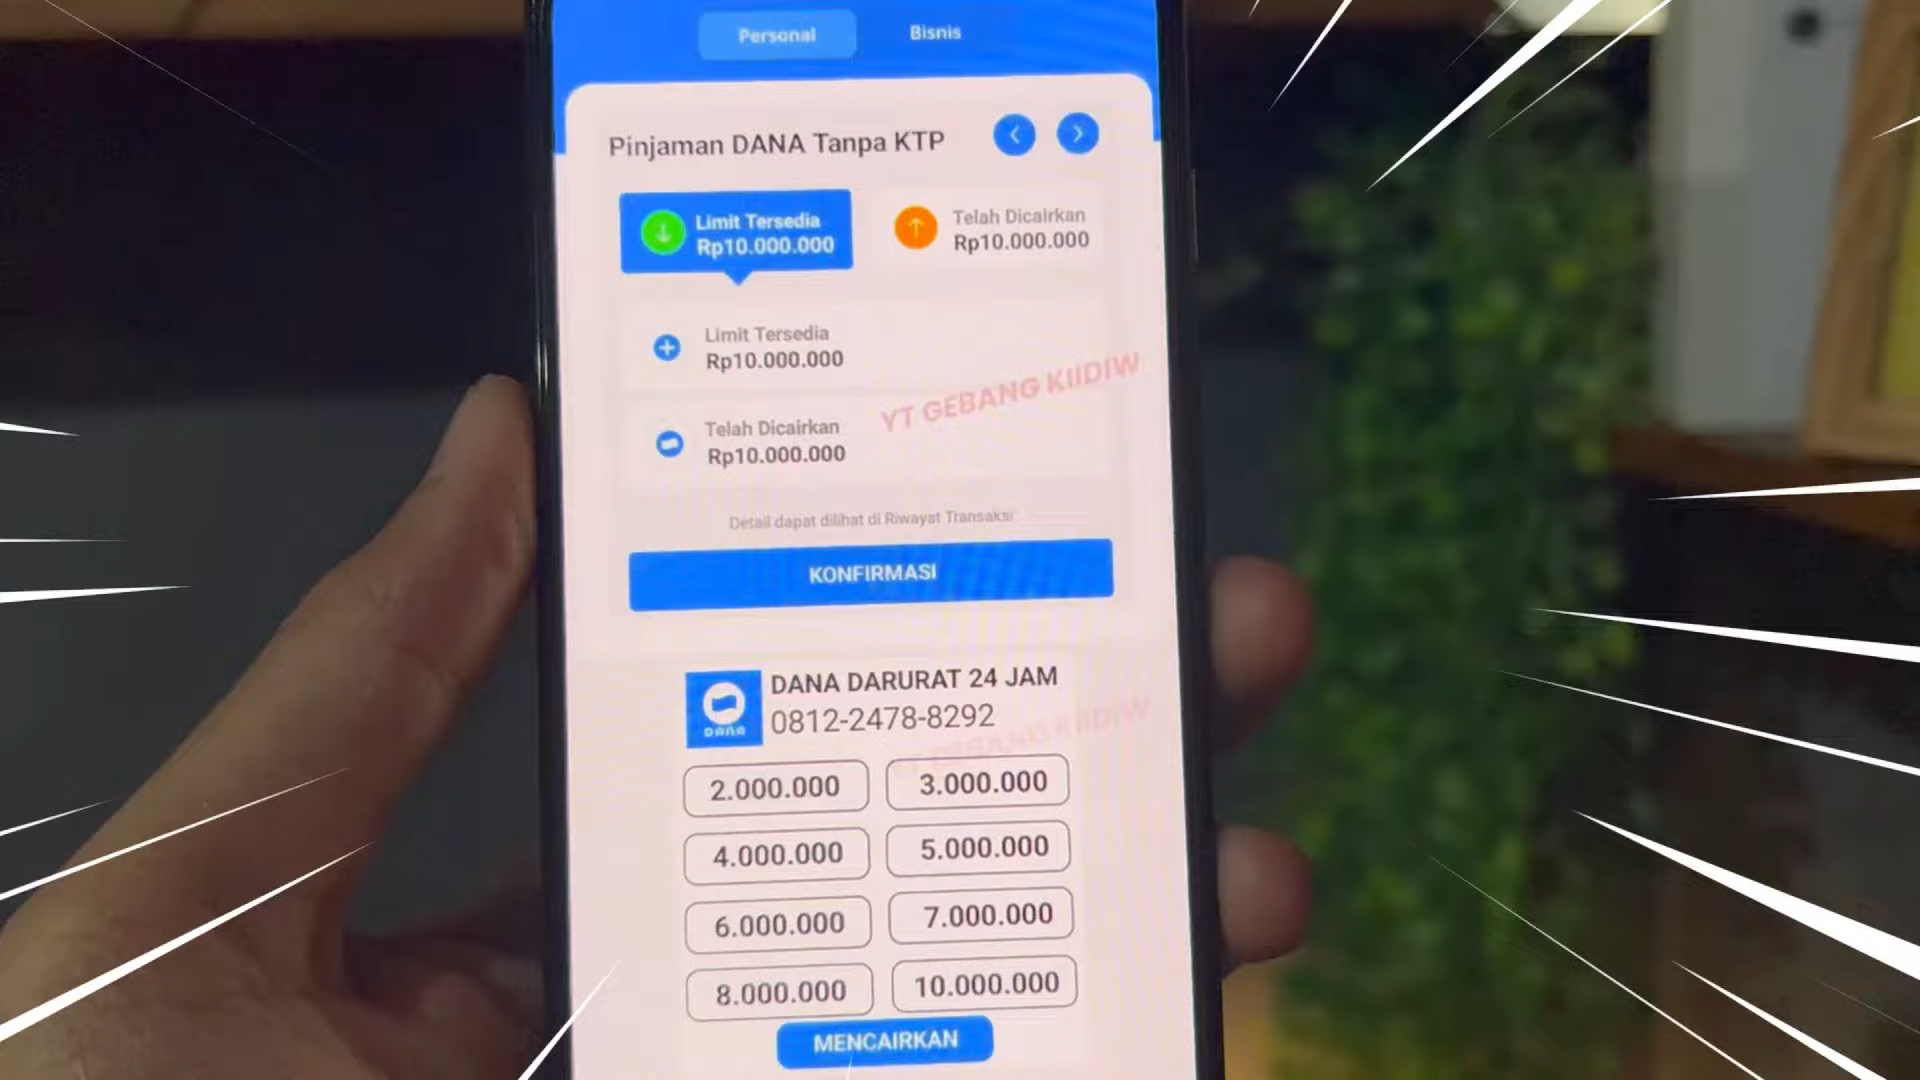 Personal
Bisnis
Pinjaman DANA Tanpa KTP
Limit Tersedia
Rp10.000.000
Telah Dicairkan
Rp10.000.000
Limit Tersedia
Rp10.000.000
YT GEBANG KIIDIW
Telah Dicairkan
Rp10.000.000
Detail dapat dilihat di Riwayat Transaksi
KONFIRMASI
DANA
DANA DARURAT 24 JAM
0812-2478-8292
YT GEBANG KIIDIW
2.000.000
3.000.000
4.000.000
5.000.000
6.000.000
7.000.000
8.000.000
10.000.000
MENCAIRKAN